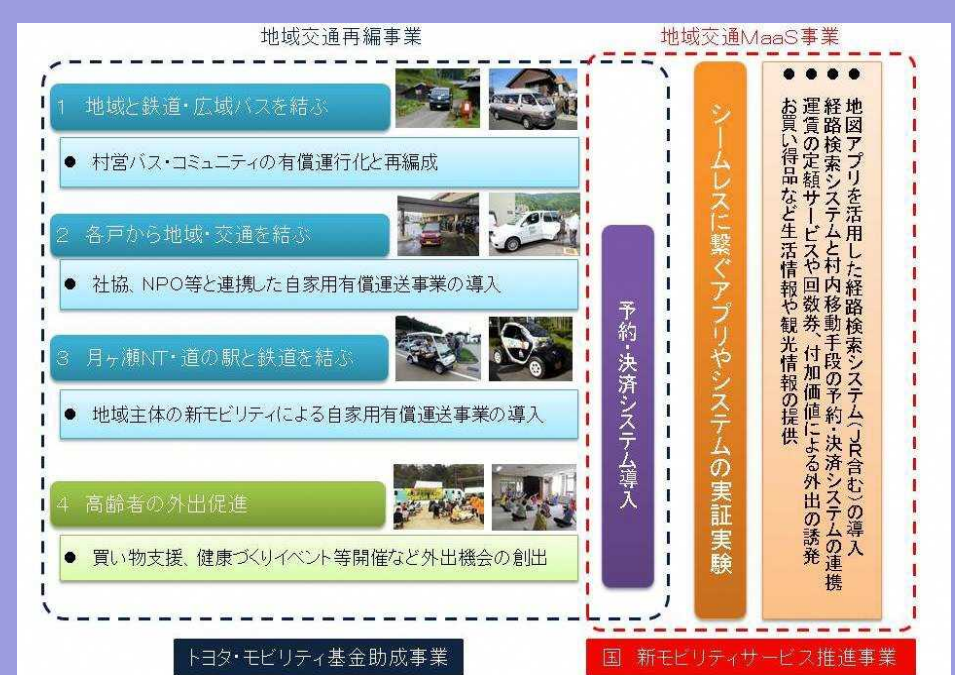 地域交通再編事業
地域交通MaaS事業
1 地域と鉄道・広域バスを結ぶ
● 村営バス・コミュニティの有償運行化と再編成
2 各戸から地域・交通を結ぶ
● 社協、NPO等と連携した自家用有償運送事業の導入
3 月ヶ瀬NT・道の駅と鉄道を結ぶ
● 地域主体の新モビリティによる自家用有償運送事業の導入
4 高齢者の外出促進
● 買い物支援、健康づくりイベント等開催など外出機会の創出
予約・決済システム導入
シームレスに繋ぐアプリやシステムの実証実験
● 地図アプリを活用した経路検索システム(JR含む)の導入
● 経路検索システムと村内移動手段の予約・決済システムの連携
● 運賃の定額サービスや回数券、付加価値による外出の誘発
● お買い得品など生活情報や観光情報の提供
トヨタ・モビリティ基金助成事業
国 新モビリティサービス推進事業